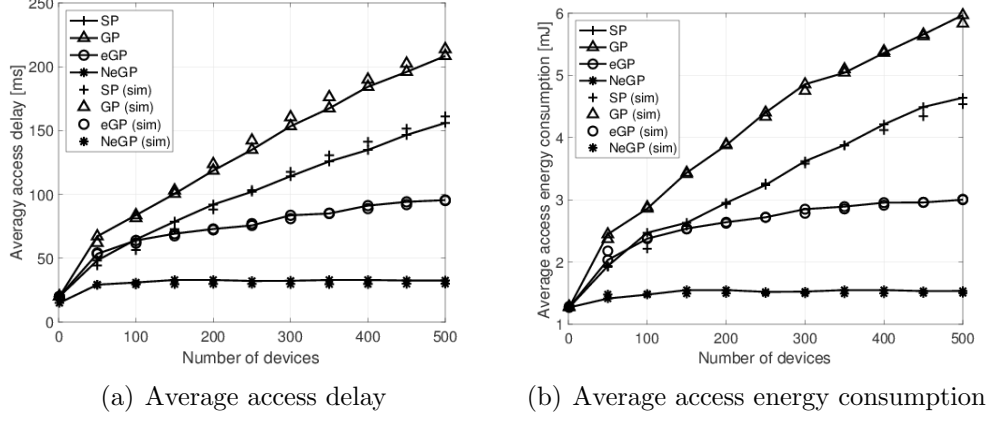 250
200
150
100
50
0
Averagy access delay [ms]
SP
GP
eGP
NeGP
SP (sim)
GP (sim)
eGP (sim)
NeGP (sim)
0
100
200
300
400
500
Number of devices
(a) Average access delay
6
5
4
3
2
1
Average access energy consumption [mJ]
SP
GP
eGP
NeGP
SP (sim)
GP (sim)
eGP (sim)
NeGP (sim)
0
100
200
300
400
500
Number of devices
(b) Average access energy consumption